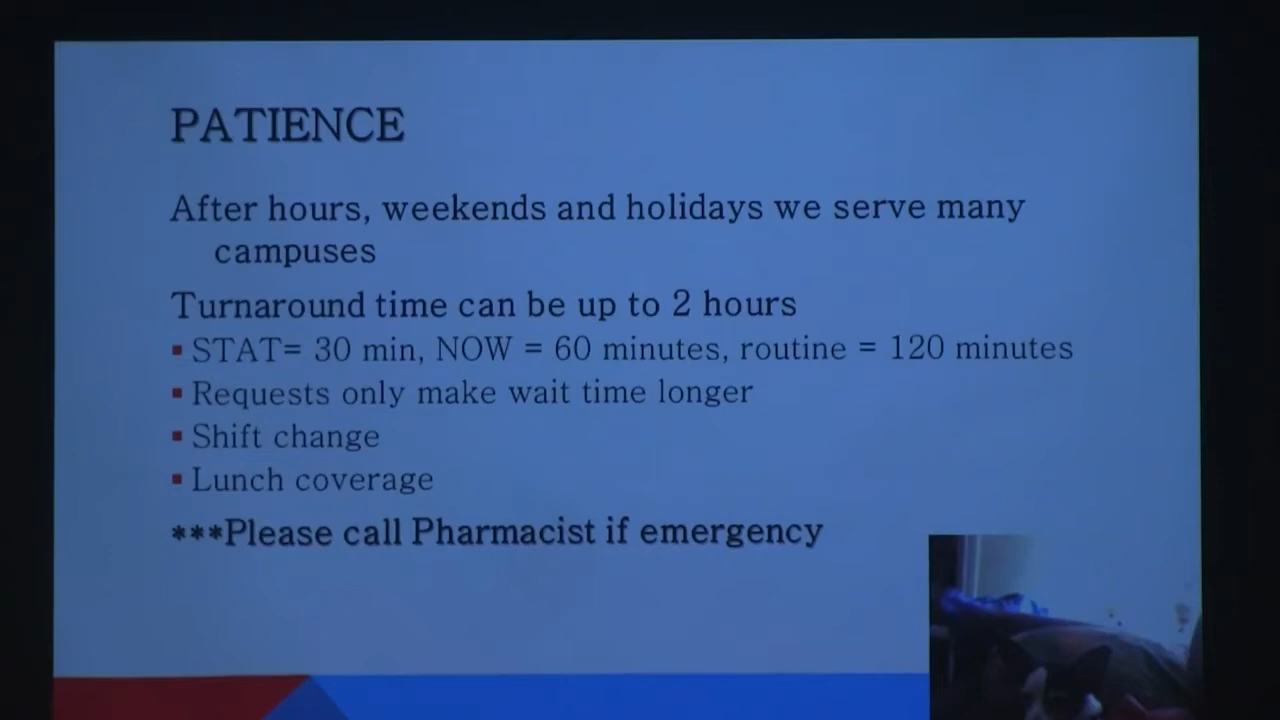 PATIENCE
After hours, weekends and holidays we serve many
campuses
Turnaround time can be up to 2 hours
▪ STAT= 30 min, NOW = 60 minutes, routine = 120 minutes
▪ Requests only make wait time longer
▪ Shift change
▪ Lunch coverage
***Please call Pharmacist if emergency